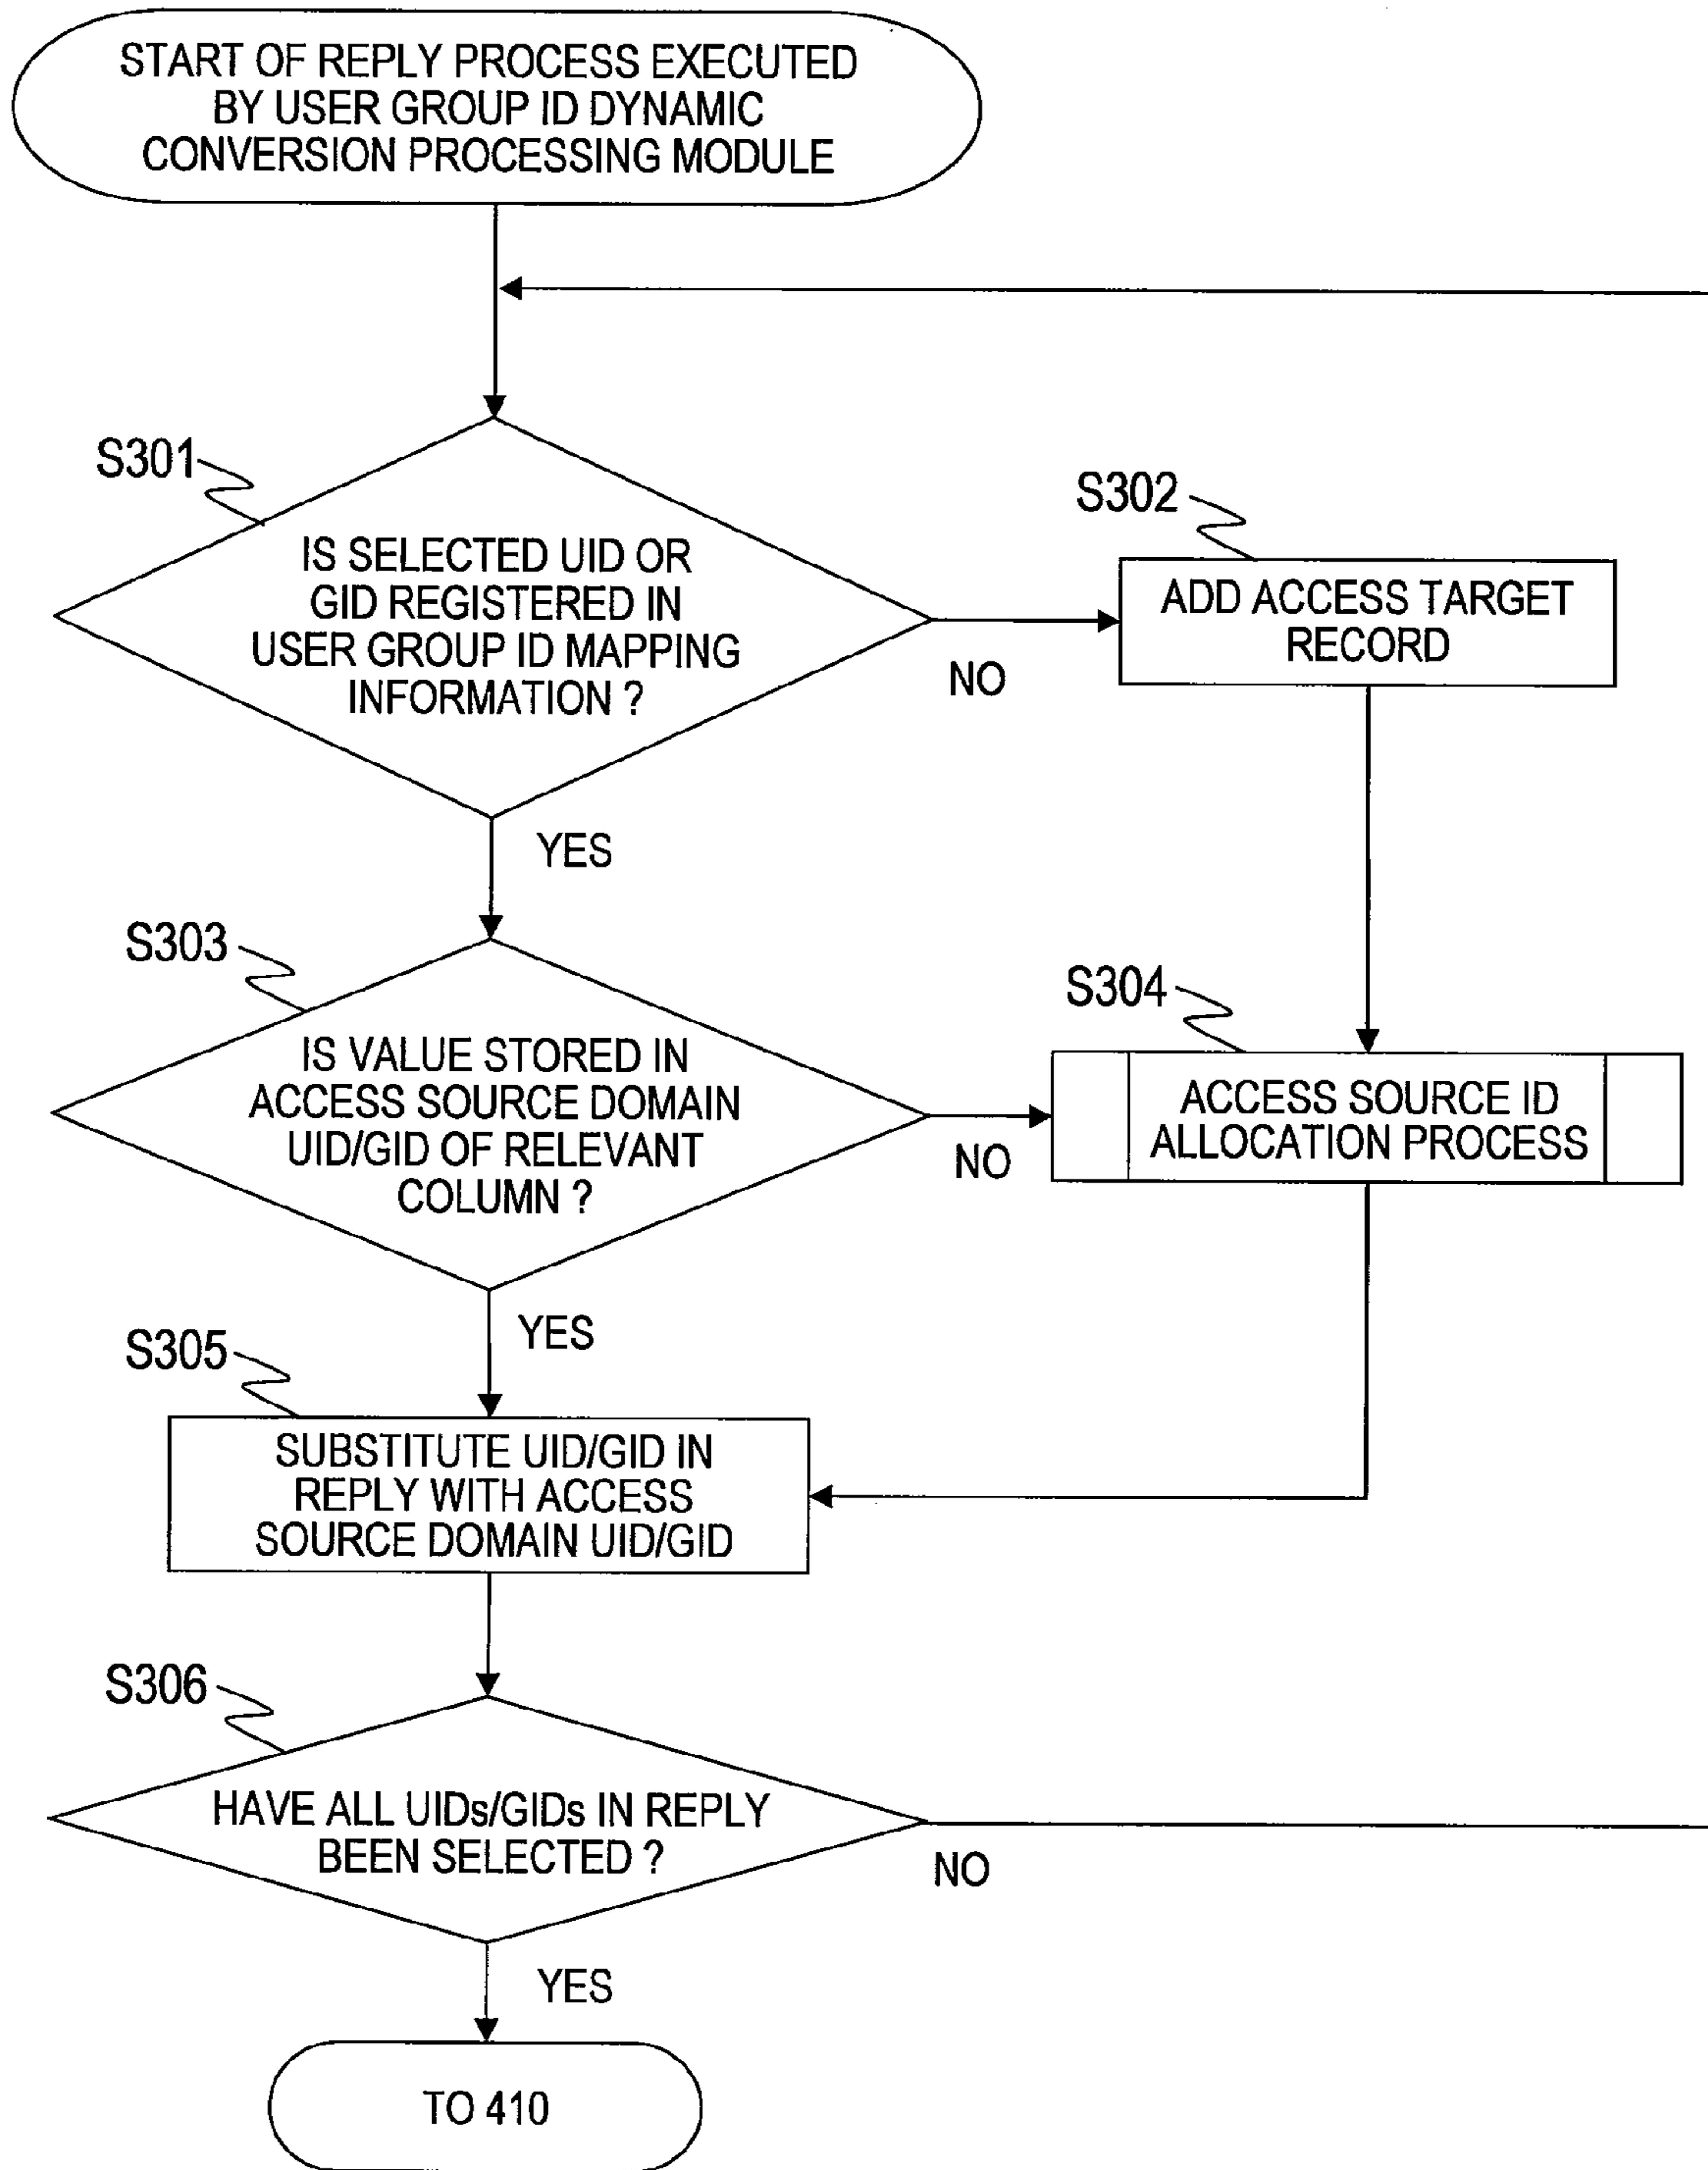 START OF REPLY PROCESS EXECUTED
BY USER GROUP ID DYNAMIC
CONVERSION PROCESSING MODULE
S301
IS SELECTED UID OR
GID REGISTERED IN
USER GROUP ID MAPPING
INFORMATION ?
NO
S302
ADD ACCESS TARGET
RECORD
YES
S303
IS VALUE STORED IN
ACCESS SOURCE DOMAIN
UID/GID OF RELEVANT
COLUMN ?
NO
S304
ACCESS SOURCE ID
ALLOCATION PROCESS
YES
S305
SUBSTITUTE UID/GID IN
REPLY WITH ACCESS
SOURCE DOMAIN UID/GID
S306
HAVE ALL UIDs/GIDs IN REPLY
BEEN SELECTED ?
NO
YES
TO 410